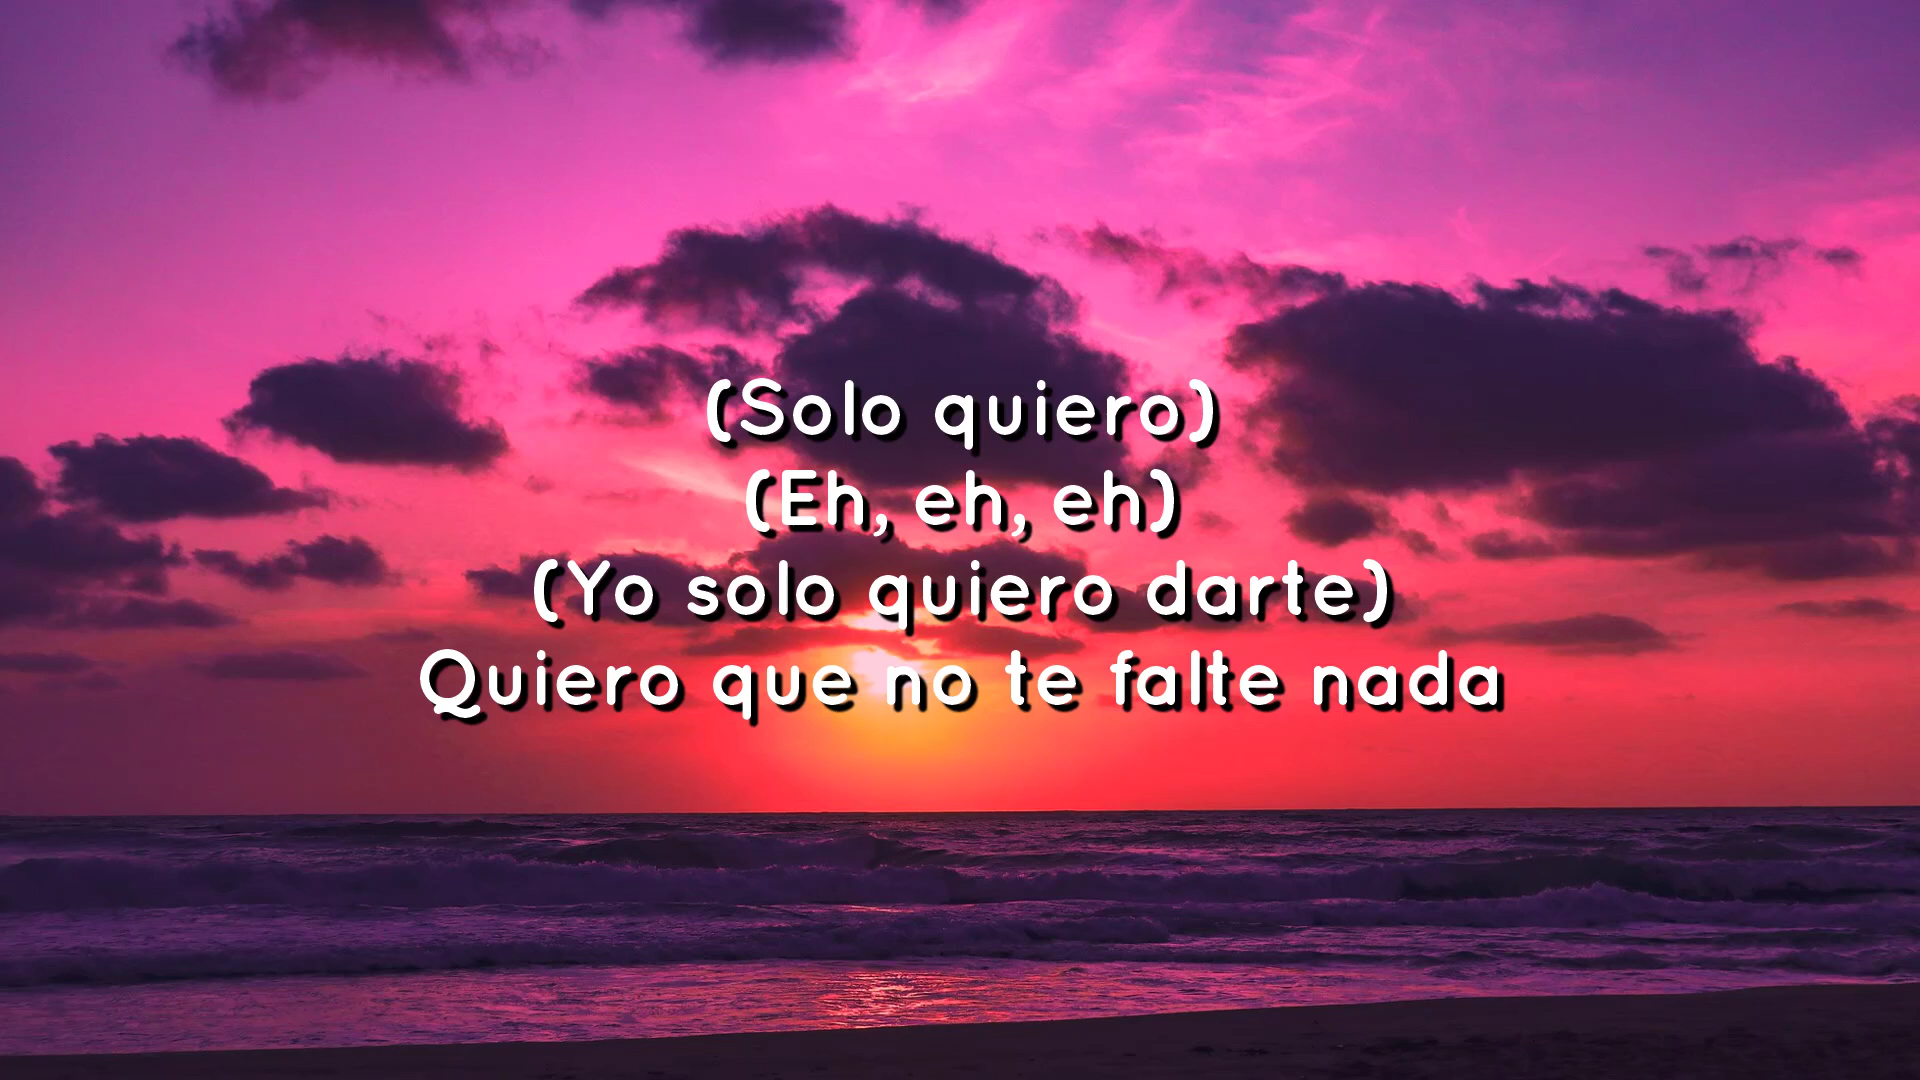 (Solo quiero)
(Eh, eh, eh)
(Yo solo quiero darte)
Quiero que no te falte nada